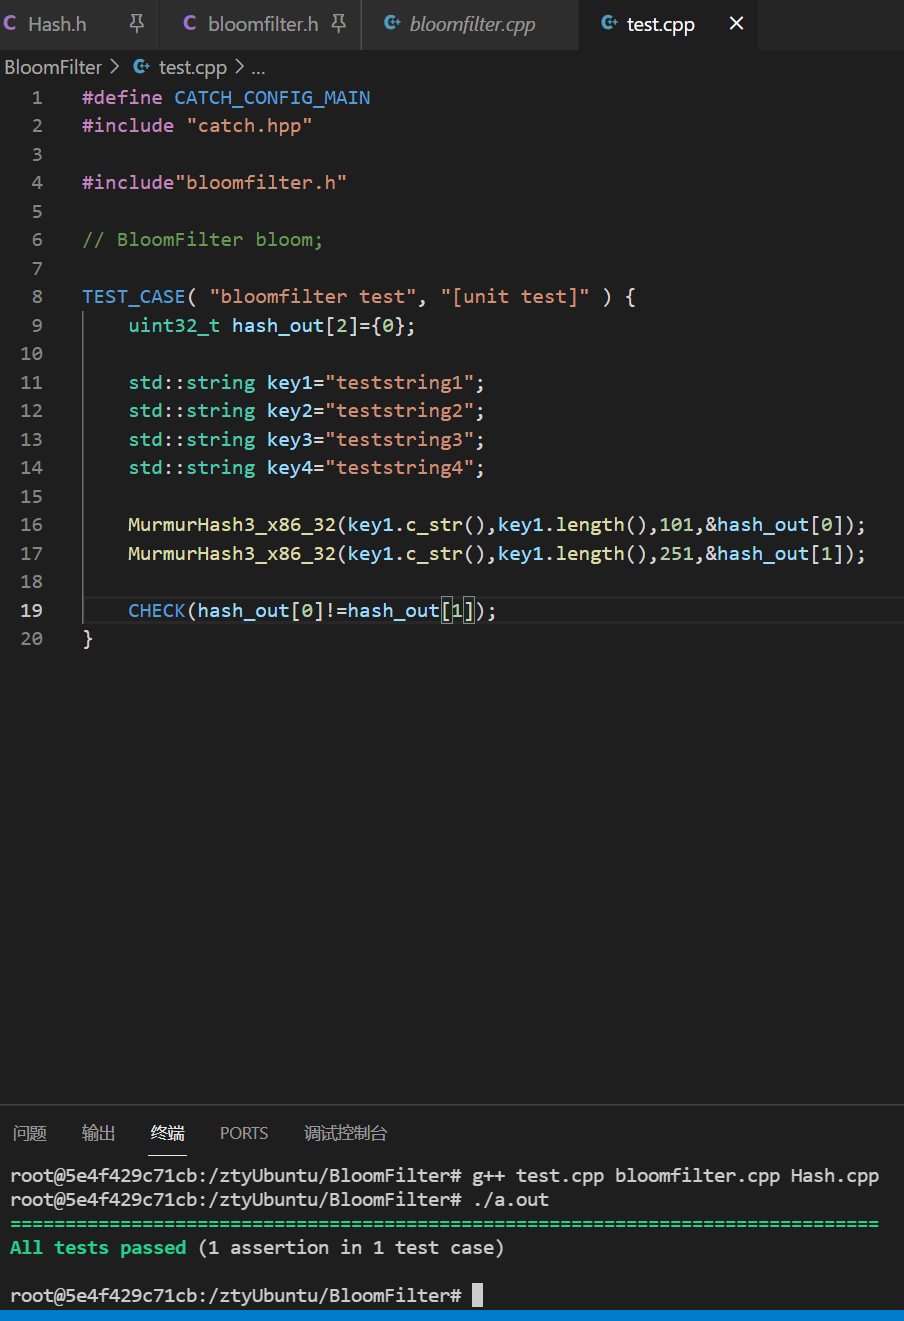 Hash.h bloomfilter.h bloomfilter.cpp test.cpp
BloomFilter > test.cpp > ...
1 #define CATCH_CONFIG_MAIN
2 #include "catch.hpp"
3
4 #include"bloomfilter.h"
5
6 // BloomFilter bloom;
7
8 TEST_CASE( "bloomfilter test", "[unit test]" ) {
9 uint32_t hash_out[2]={0};
10
11 std::string key1="teststring1";
12 std::string key2="teststring2";
13 std::string key3="teststring3";
14 std::string key4="teststring4";
15
16 MurmurHash3_x86_32(key1.c_str(),key1.length(),101,&hash_out[0]);
17 MurmurHash3_x86_32(key1.c_str(),key1.length(),251,&hash_out[1]);
18
19 CHECK(hash_out[0]!=hash_out[1]);
20 }
问题 输出 终端 PORTS 调试控制台
root@5e4f429c71cb:/ztyUbuntu/BloomFilter# g++ test.cpp bloomfilter.cpp Hash.cpp
root@5e4f429c71cb:/ztyUbuntu/BloomFilter# ./a.out
===============================================================================
All tests passed (1 assertion in 1 test case)
root@5e4f429c71cb:/ztyUbuntu/BloomFilter#